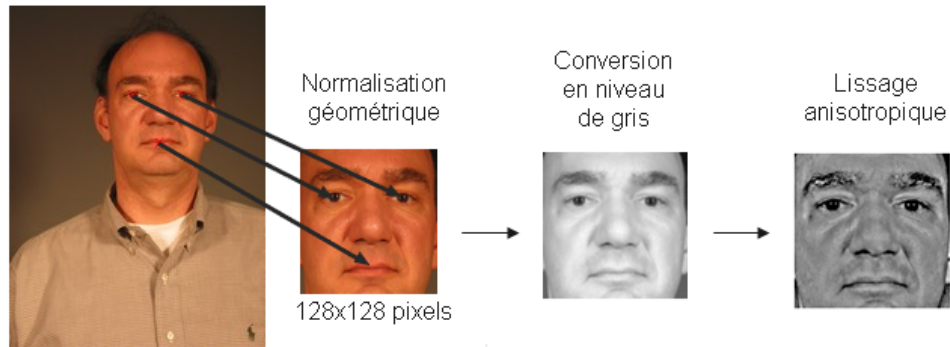 Normalisation
géométrique
Conversion
en niveau
de gris
Lissage
anisotropique
128x128 pixels